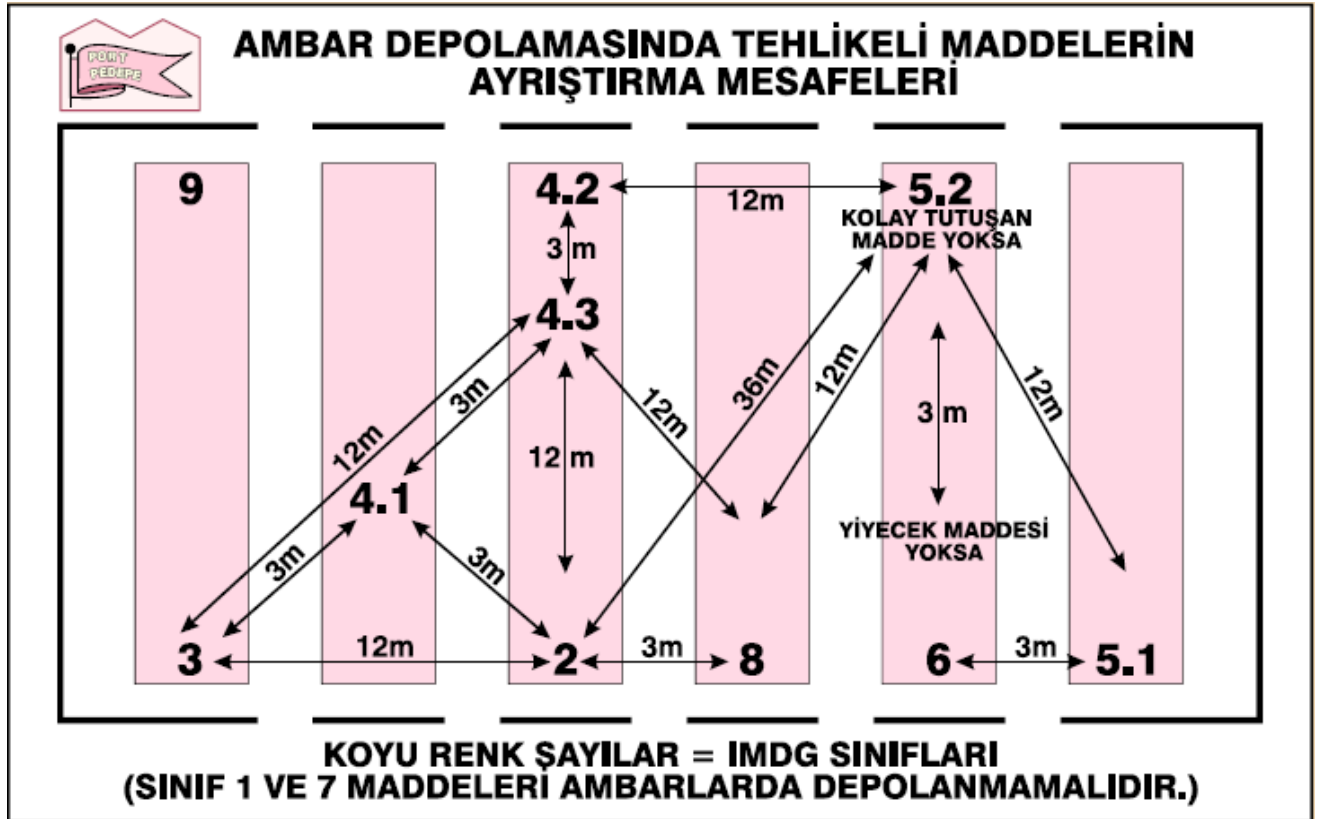 PORT
PEDEPE
AMBAR DEPOLAMASINDA TEHLİKELİ MADDELERİN
AYRIŞTIRMA MESAFELERİ
9
4.2
12m
5.2
KOLAY TUTUŞAN
MADDE YOKSA
3 m
4.3
12m
3m
12 m
12m
36m
12m
3 m
12m
4.1
YİYECEK MADDESİ
YOKSA
3m
3m
3
12m
2
3m
8
6
3m
5.1
KOYU RENK ŞAYILAR = IMDG SINIFLARI
(SINIF 1 VE 7 MADDELERİ AMBARLARDA DEPOLANMAMALIDIR.)